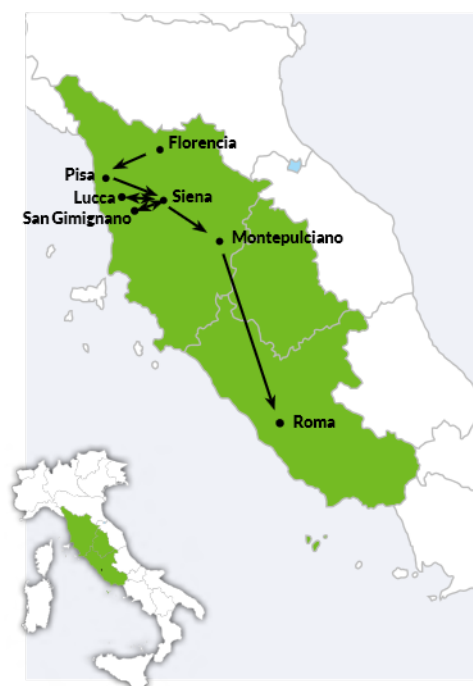 Florencia
Pisa
Lucca
Siena
San Gimignano
Montepulciano
Roma